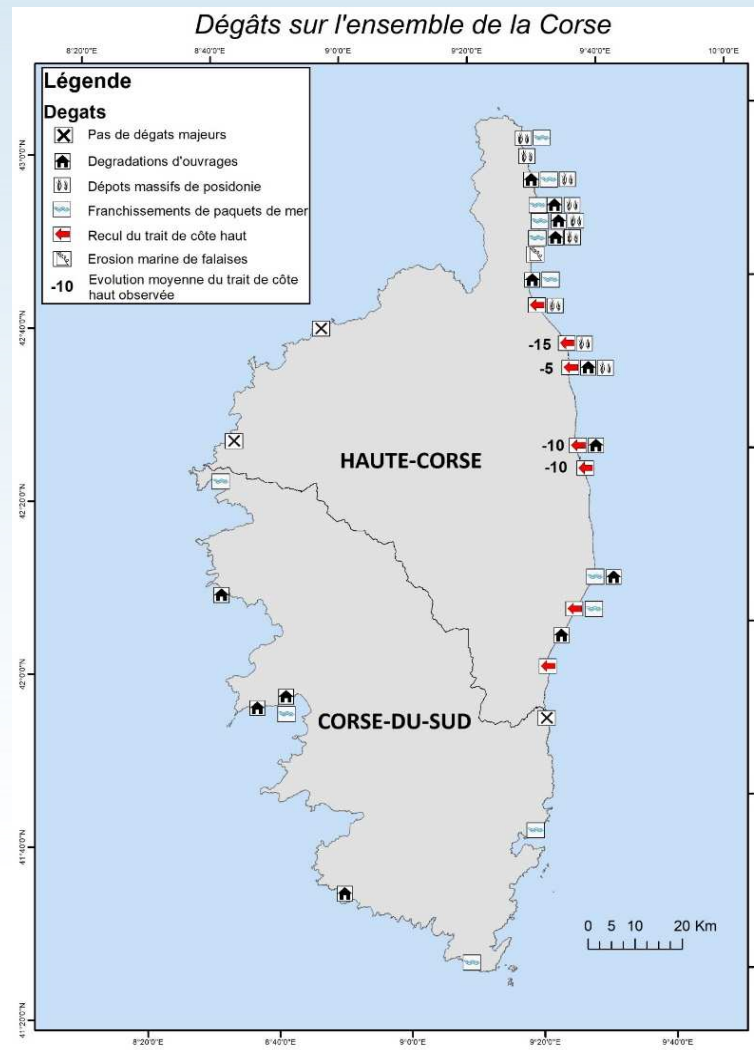 Dégâts sur l'ensemble de la Corse
8°20'0"E 8°40'0"E 9°0'0"E 9°20'0"E 9°40'0"E 10°0'0"E
Légende
Degats
Pas de dégats majeurs
Degradations d'ouvrages
Dépots massifs de posidonie
Franchissements de paquets de mer
Recul du trait de côte haut
Erosion marine de falaises
-10 Evolution moyenne du trait de côte
haut observée
43°0'0"N
42°40'0"N
-15
-5
-10
HAUTE-CORSE
-10
42°20'0"N
42°0'0"N
CORSE-DU-SUD
41°40'0"N
0 5 10 20 Km
41°20'0"N
8°20'0"E 8°40'0"E 9°0'0"E 9°20'0"E 9°40'0"E